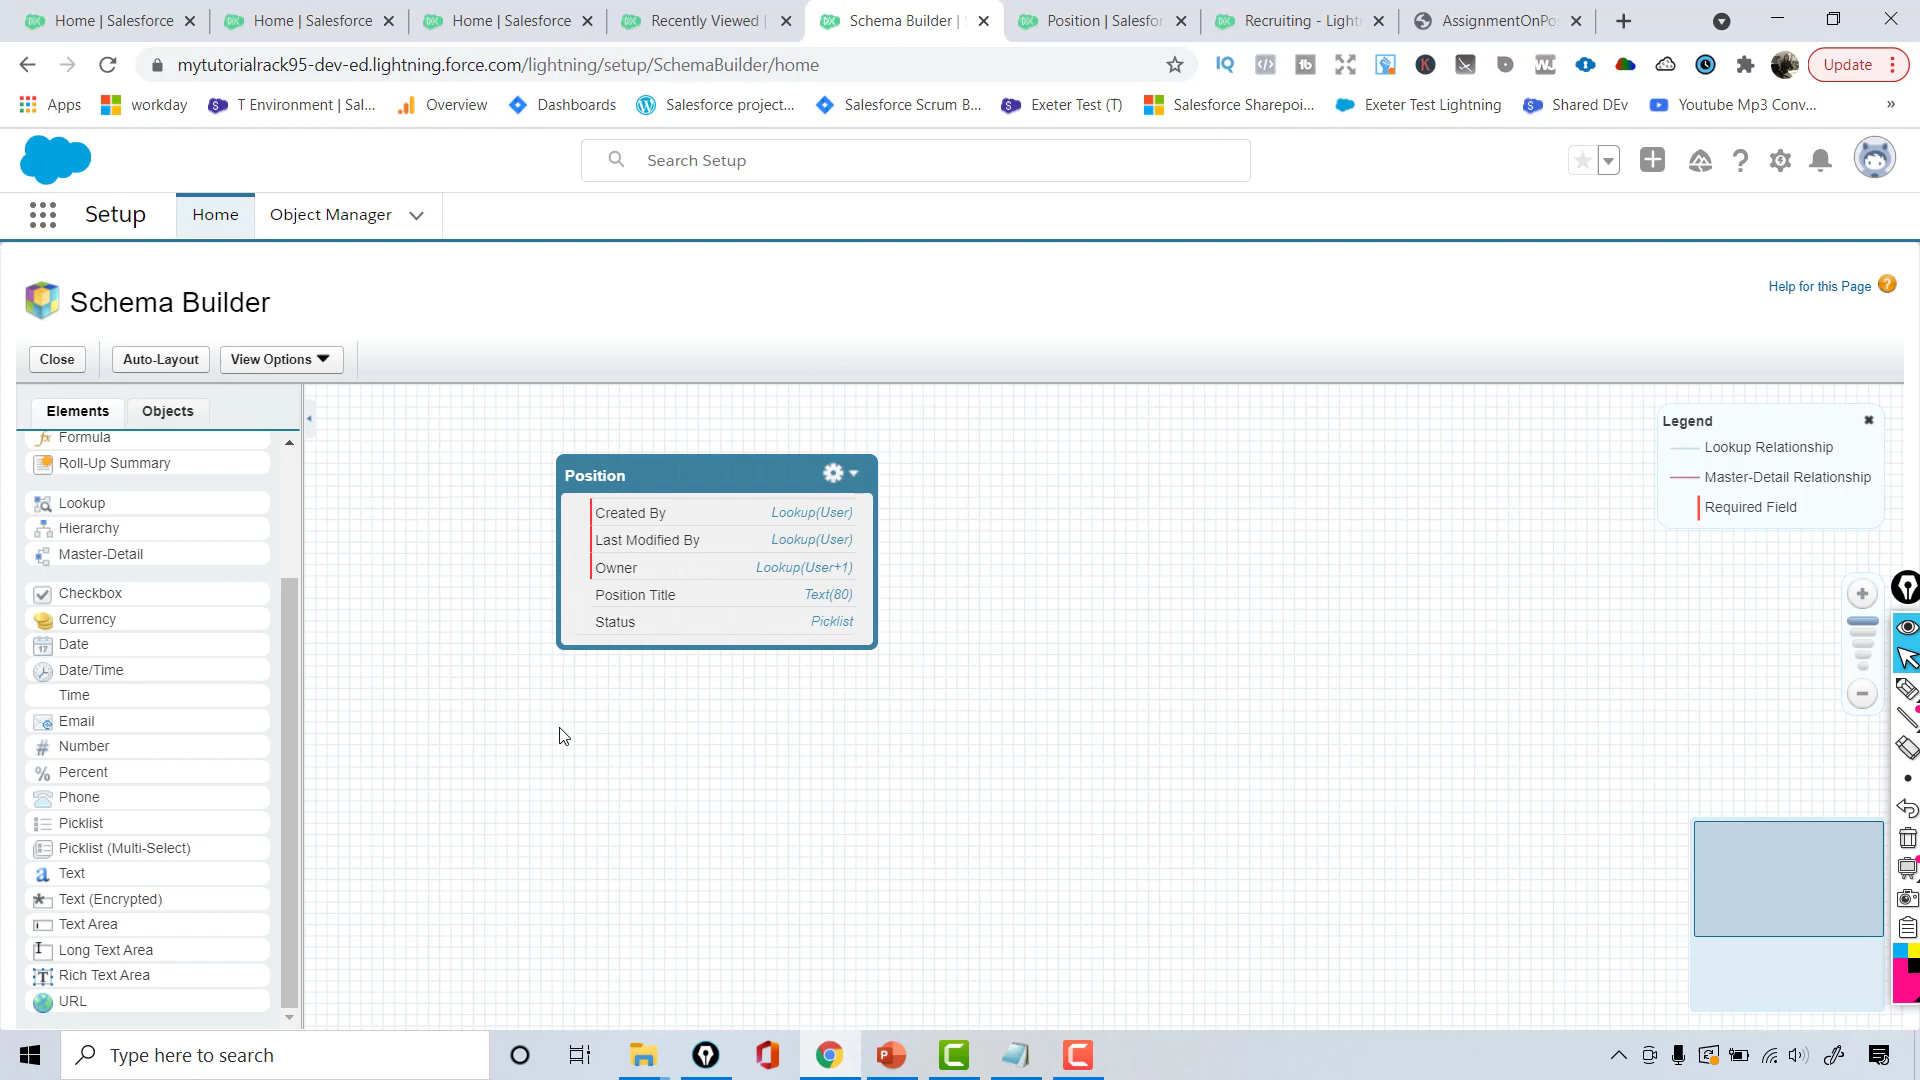 Home | Salesforce
Home | Salesforce
Home | Salesforce
Recently Viewed |
Schema Builder |
Position | Salesfor
Recruiting - Light
AssignmentOnPo
mytutorialrack95-dev-ed.lightning.force.com/lightning/setup/SchemaBuilder/home
Update
Apps
workday
T Environment | Sal...
Overview
Dashboards
Salesforce project...
Salesforce Scrum B...
Exeter Test (T)
Salesforce Sharepoi...
Exeter Test Lightning
Shared DEv
Youtube Mp3 Conv...
»
Search Setup
Setup
Home
Object Manager
Schema Builder
Help for this Page
Close
Auto-Layout
View Options
Elements
Objects
Formula
Roll-Up Summary
Lookup
Hierarchy
Master-Detail
Checkbox
Currency
Date
Date/Time
Time
Email
Number
Percent
Phone
Picklist
Picklist (Multi-Select)
Text
Text (Encrypted)
Text Area
Long Text Area
Rich Text Area
URL
Position
Created By Lookup(User)
Last Modified By Lookup(User)
Owner Lookup(User+1)
Position Title Text(80)
Status Picklist
Legend
Lookup Relationship
Master-Detail Relationship
Required Field
Type here to search